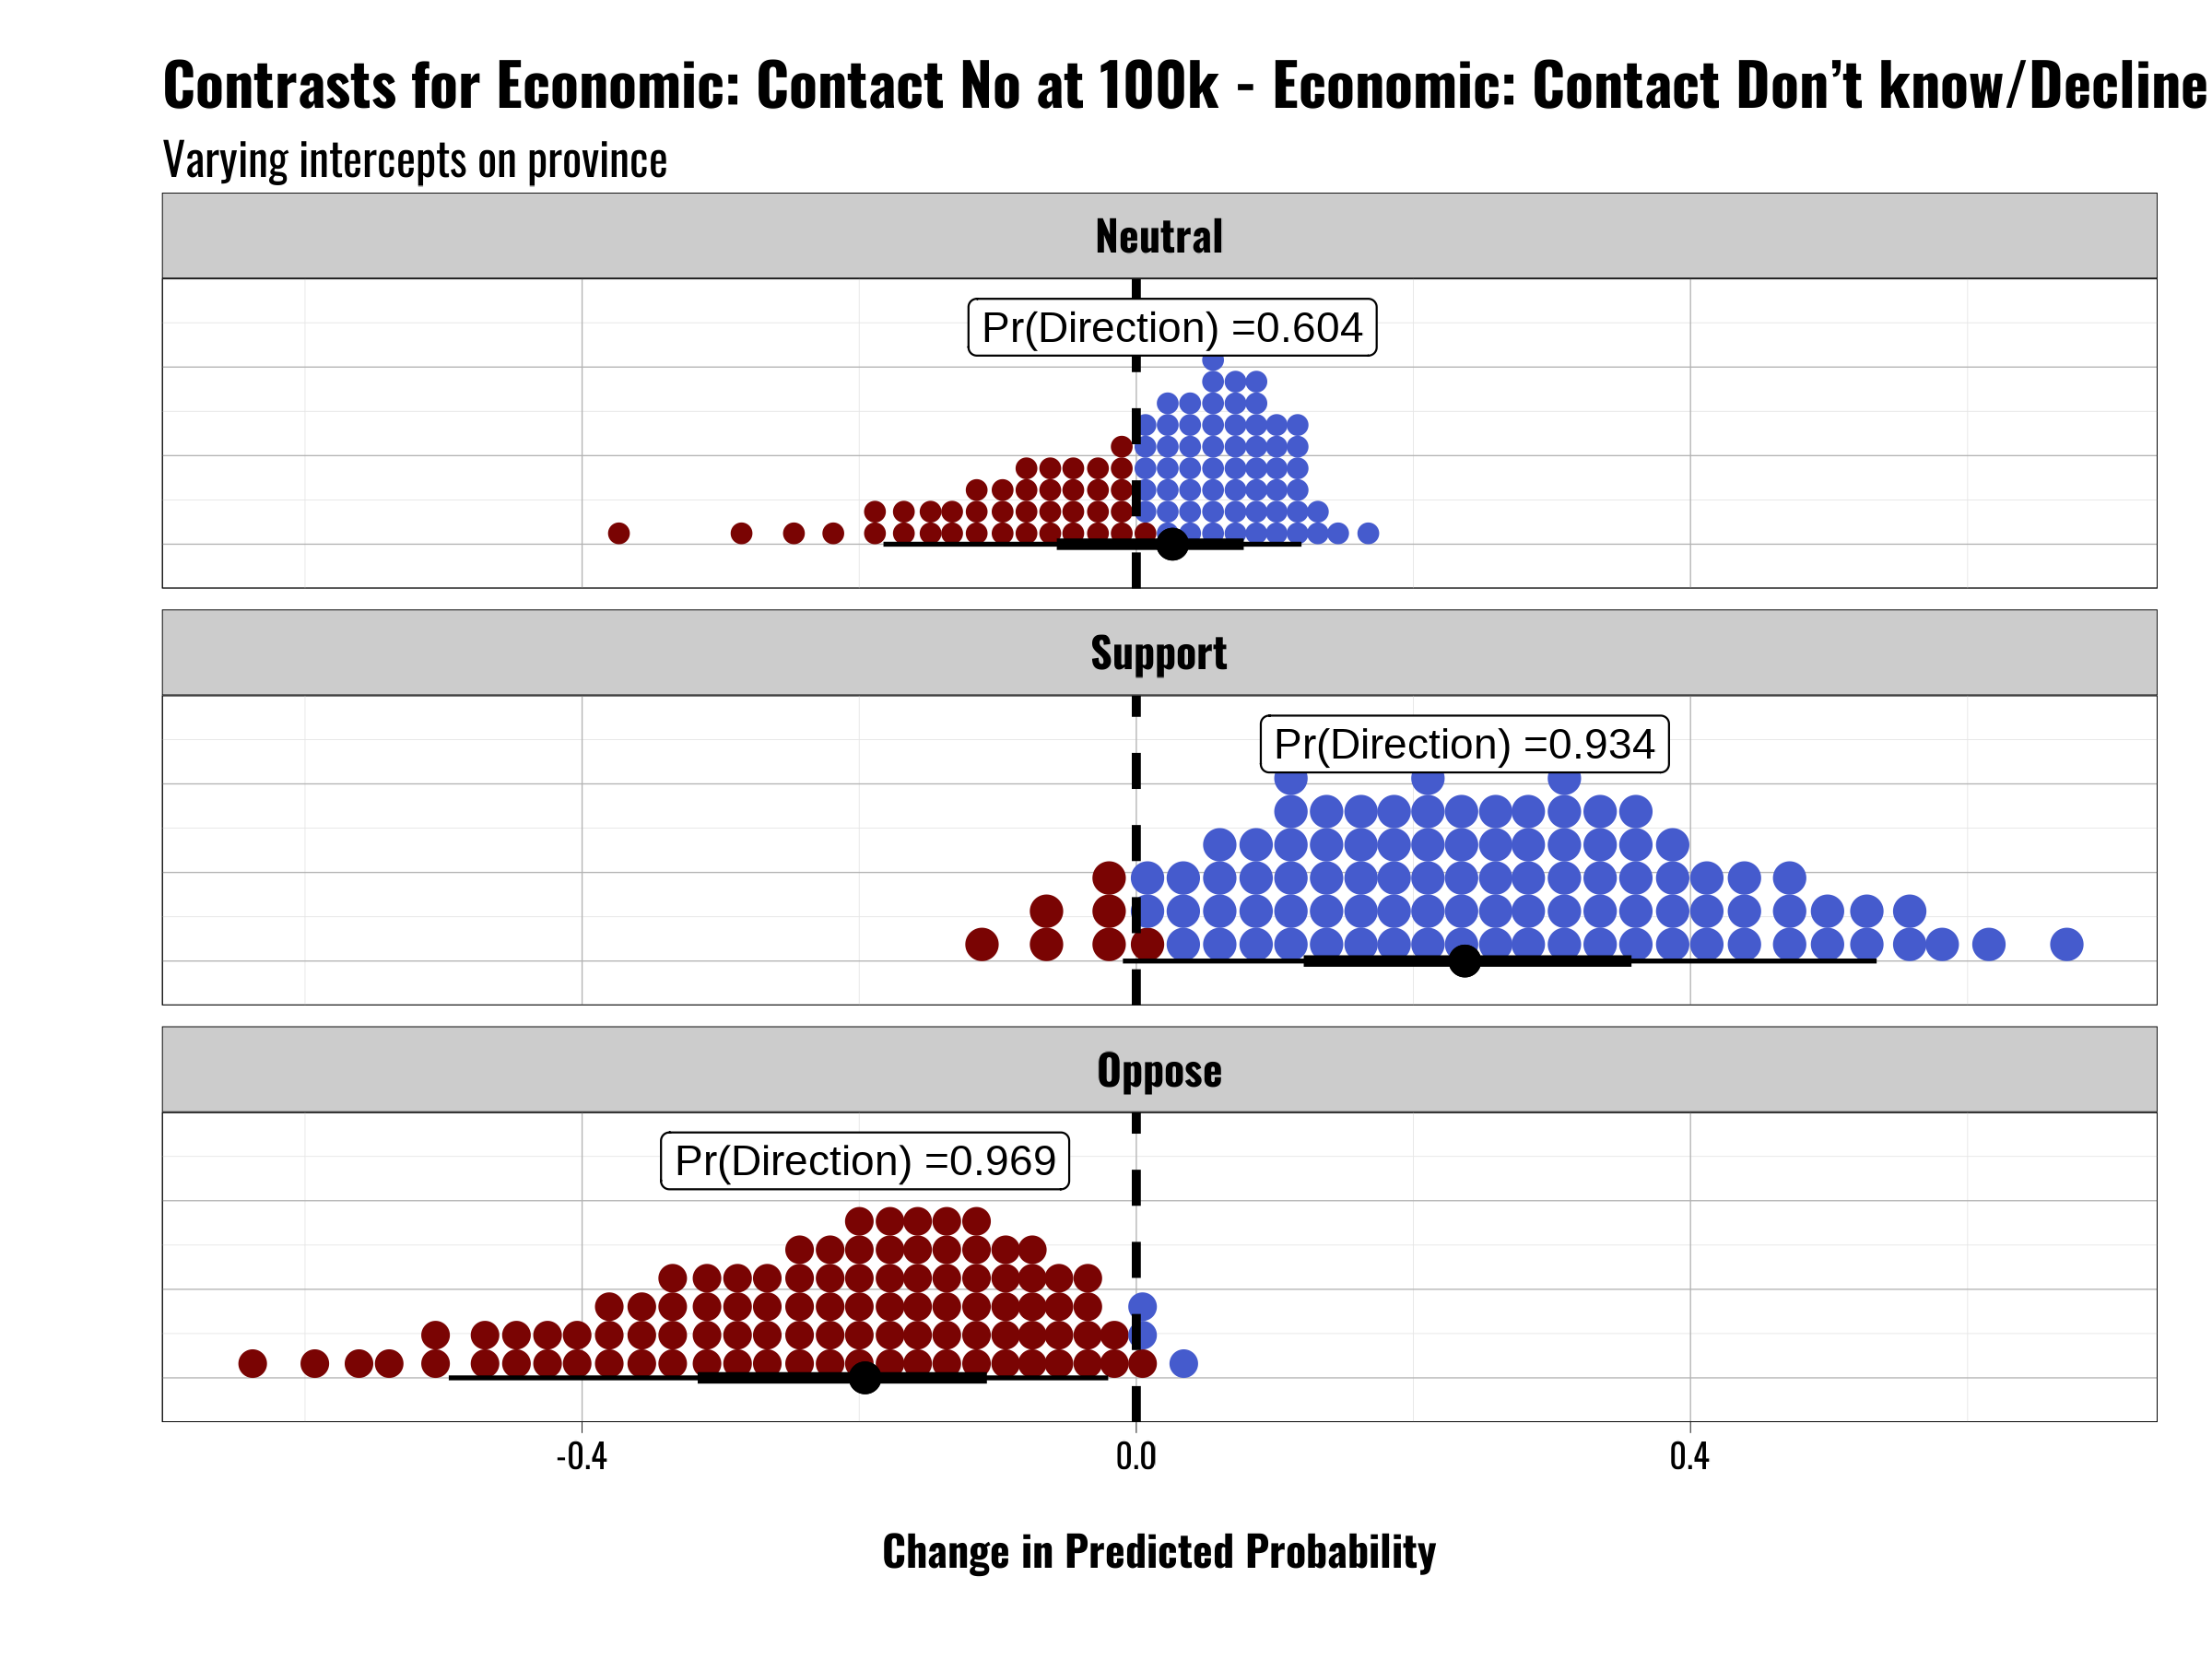 Contrasts for Economic: Contact No at 100k - Economic: Contact Don’t know/Decline
Varying intercepts on province
Neutral
Pr(Direction) =0.604
Support
Pr(Direction) =0.934
Oppose
Pr(Direction) =0.969
-0.4 0.0 0.4
Change in Predicted Probability